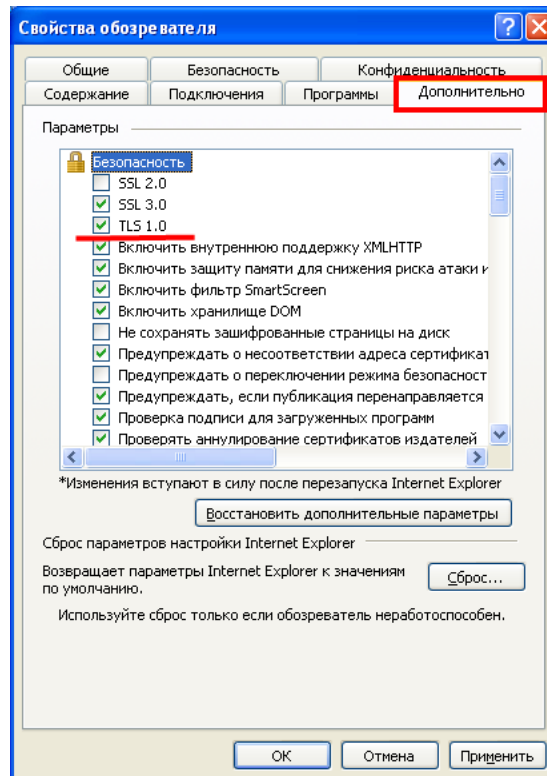 Свойства обозревателя
Общие Безопасность Конфиденциальность
Содержание Подключения Программы Дополнительно
Параметры
Безопасность
SSL 2.0
SSL 3.0
TLS 1.0
Включить внутреннюю поддержку XMLHTTP
Включить защиту памяти для снижения риска атаки и
Включить фильтр SmartScreen
Включить хранилище DOM
Не сохранять зашифрованные страницы на диск
Предупреждать о несоответствии адреса сертификат
Предупреждать о переключении режима безопасност
Предупреждать, если публикация перенаправляется
Проверка подписи для загруженных программ
Проверять аннулирование сертификатов издателей
*Изменения вступают в силу после перезапуска Internet Explorer
Восстановить дополнительные параметры
Сброс параметров настройки Internet Explorer
Возвращает параметры Internet Explorer к значениям
по умолчанию.
Сброс...
Используйте сброс только если обозреватель неработоспособен.
ОК Отмена Применить